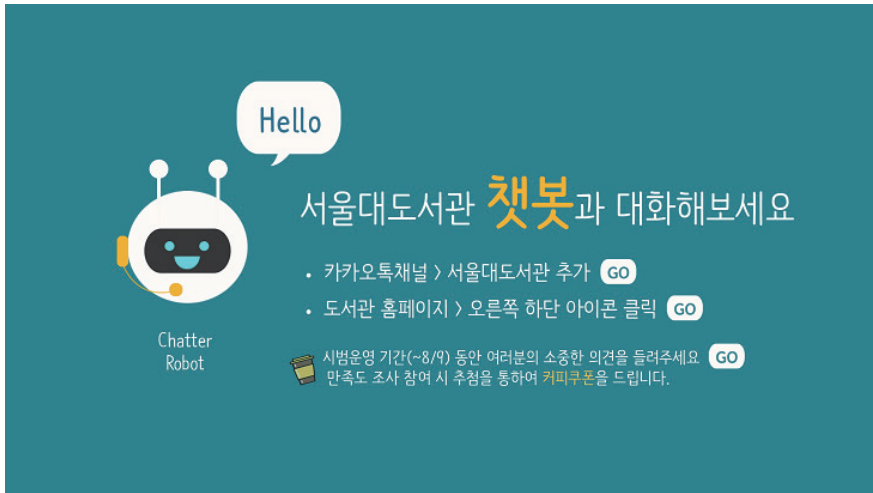 Hello
서울대도서관 챗봇과 대화해보세요
• 카카오톡채널 > 서울대도서관 추가 GO
• 도서관 홈페이지 > 오른쪽 하단 아이콘 클릭 GO
Chatter
Robot
시범운영 기간(~8/9) 동안 여러분의 소중한 의견을 들려주세요 GO
만족도 조사 참여 시 추첨을 통하여 커피쿠폰을 드립니다.